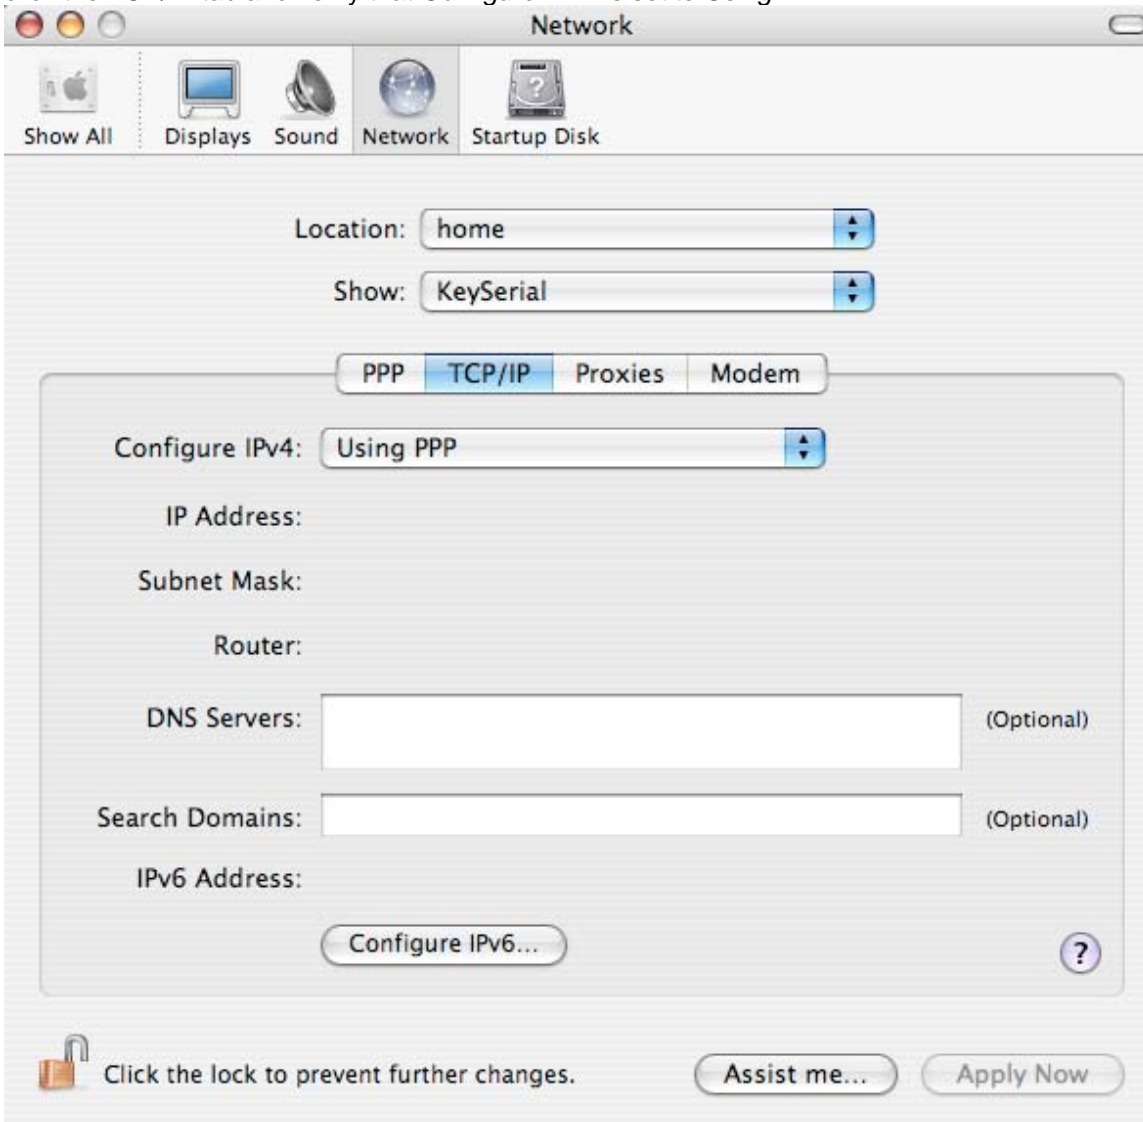 Network
Show All Displays Sound Network Startup Disk
Location: home
Show: KeySerial
PPP TCP/IP Proxies Modem
Configure IPv4: Using PPP
IP Address:
Subnet Mask:
Router:
DNS Servers: (Optional)
Search Domains: (Optional)
IPv6 Address:
Configure IPv6...
?
Click the lock to prevent further changes. Assist me... Apply Now